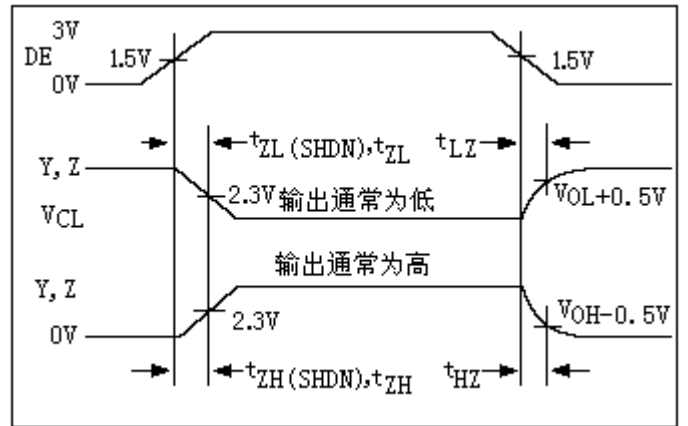 3V
DE 1.5V 1.5V
0V
tZL(SHDN),tZL tLZ
Y,Z
2.3V 输出通常为低 VOL+0.5V
VCL
输出通常为高
Y,Z
2.3V VOH-0.5V
0V
tZH(SHDN),tZH tHZ